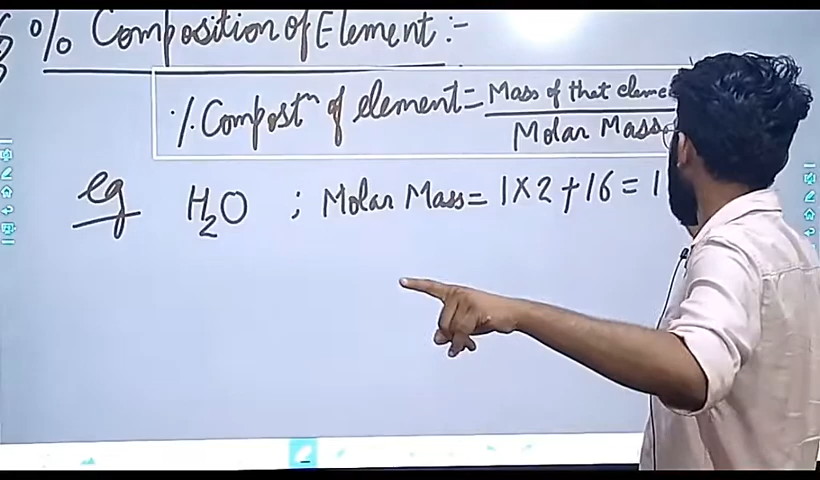 % Composition of Element:-
% Compostⁿ of element = Mass of that eleme
Molar Mass
eg H₂O ; Molar Mass = 1×2+16 = 1